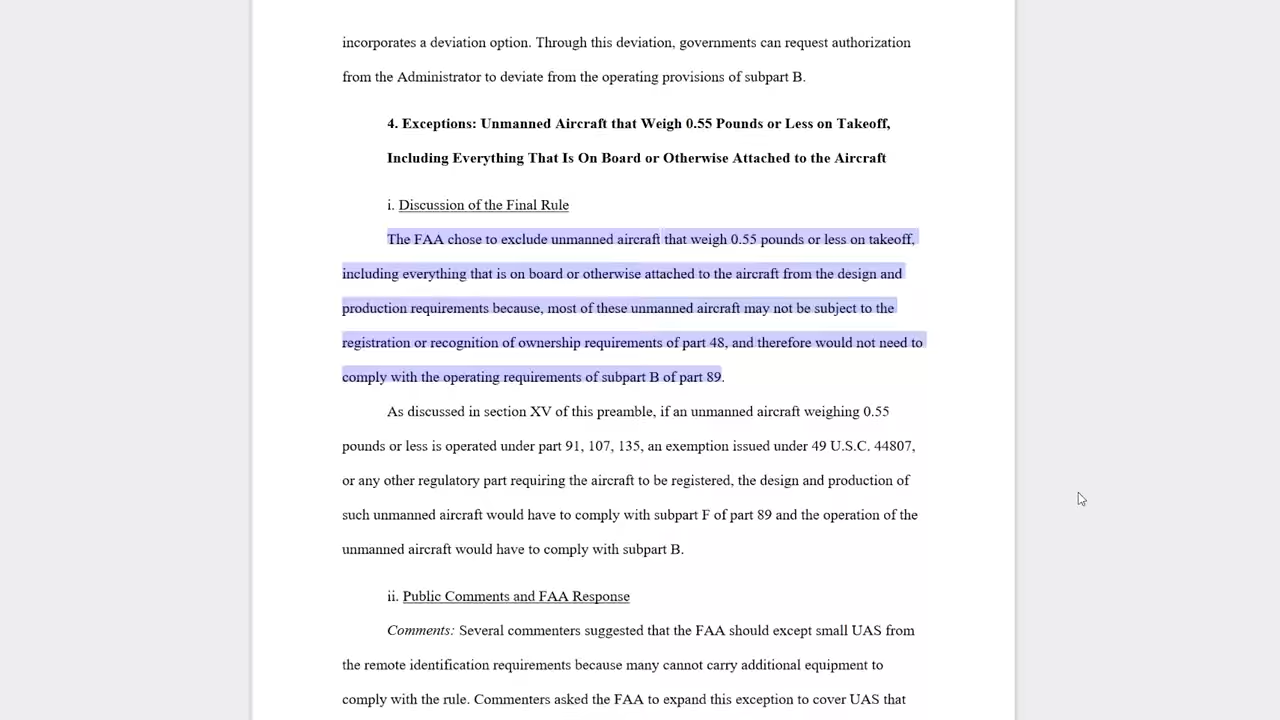 incorporates a deviation option. Through this deviation, governments can request authorization
from the Administrator to deviate from the operating provisions of subpart B.
4. Exceptions: Unmanned Aircraft that Weigh 0.55 Pounds or Less on Takeoff,
Including Everything That Is On Board or Otherwise Attached to the Aircraft
i. Discussion of the Final Rule
The FAA chose to exclude unmanned aircraft that weigh 0.55 pounds or less on takeoff,
including everything that is on board or otherwise attached to the aircraft from the design and
production requirements because, most of these unmanned aircraft may not be subject to the
registration or recognition of ownership requirements of part 48, and therefore would not need to
comply with the operating requirements of subpart B of part 89.
As discussed in section XV of this preamble, if an unmanned aircraft weighing 0.55
pounds or less is operated under part 91, 107, 135, an exemption issued under 49 U.S.C. 44807,
or any other regulatory part requiring the aircraft to be registered, the design and production of
such unmanned aircraft would have to comply with subpart F of part 89 and the operation of the
unmanned aircraft would have to comply with subpart B.
ii. Public Comments and FAA Response
Comments: Several commenters suggested that the FAA should except small UAS from
the remote identification requirements because many cannot carry additional equipment to
comply with the rule. Commenters asked the FAA to expand this exception to cover UAS that